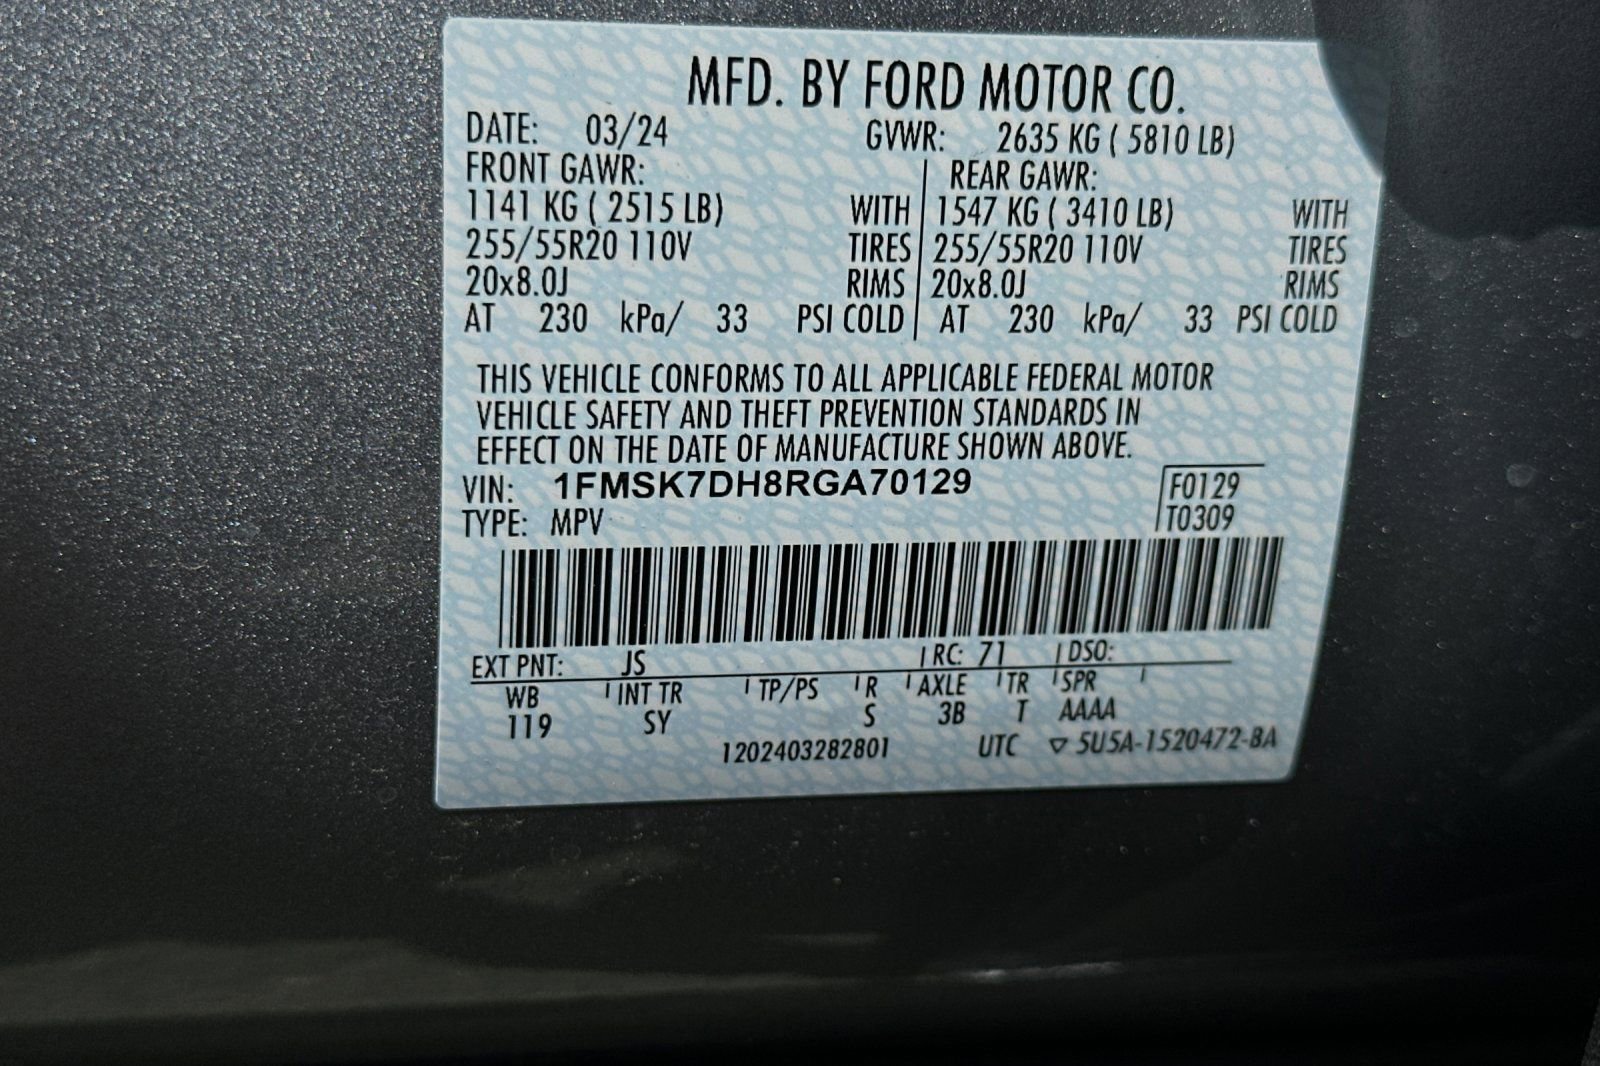 MFD. BY FORD MOTOR CO.
DATE: 03/24 GVWR: 2635 KG ( 5810 LB)
FRONT GAWR: REAR GAWR:
1141 KG ( 2515 LB) WITH 1547 KG ( 3410 LB) WITH
255/55R20 110V TIRES 255/55R20 110V TIRES
20x8.0J RIMS 20x8.0J RIMS
AT 230 kPa/ 33 PSI COLD AT 230 kPa/ 33 PSI COLD
THIS VEHICLE CONFORMS TO ALL APPLICABLE FEDERAL MOTOR
VEHICLE SAFETY AND THEFT PREVENTION STANDARDS IN
EFFECT ON THE DATE OF MANUFACTURE SHOWN ABOVE.
VIN: 1FMSK7DH8RGA70129 F0129
TYPE: MPV T0309
EXT PNT: JS RC: 71 DSO:
WB INT TR TP/PS R AXLE TR SPR
119 SY S 3B T AAAA
1202403282801 UTC ▽ 5U5A-1520472-BA